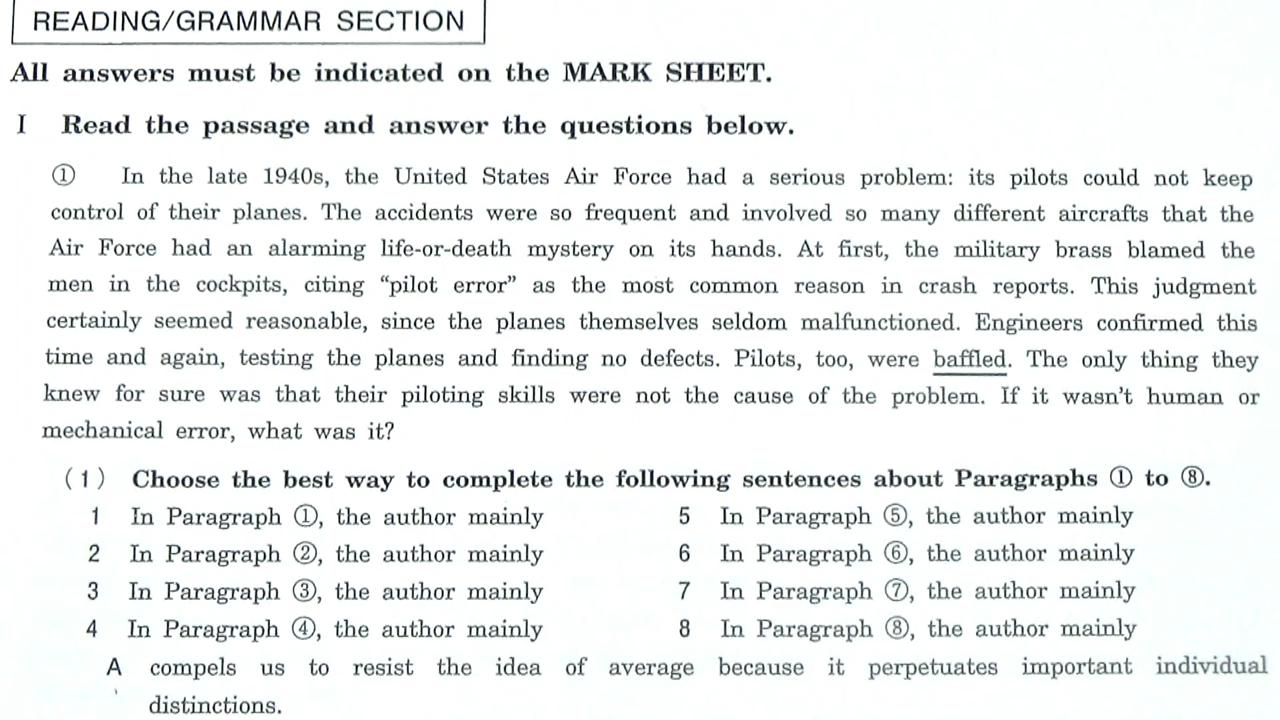 READING/GRAMMAR SECTION
All answers must be indicated on the MARK SHEET.
I Read the passage and answer the questions below.
① In the late 1940s, the United States Air Force had a serious problem: its pilots could not keep
control of their planes. The accidents were so frequent and involved so many different aircrafts that the
Air Force had an alarming life-or-death mystery on its hands. At first, the military brass blamed the
men in the cockpits, citing “pilot error” as the most common reason in crash reports. This judgment
certainly seemed reasonable, since the planes themselves seldom malfunctioned. Engineers confirmed this
time and again, testing the planes and finding no defects. Pilots, too, were baffled. The only thing they
knew for sure was that their piloting skills were not the cause of the problem. If it wasn’t human or
mechanical error, what was it?
(1) Choose the best way to complete the following sentences about Paragraphs ① to ⑧.
1 In Paragraph ①, the author mainly
2 In Paragraph ②, the author mainly
3 In Paragraph ③, the author mainly
4 In Paragraph ④, the author mainly
5 In Paragraph ⑤, the author mainly
6 In Paragraph ⑥, the author mainly
7 In Paragraph ⑦, the author mainly
8 In Paragraph ⑧, the author mainly
A compels us to resist the idea of average because it perpetuates important individual
distinctions.